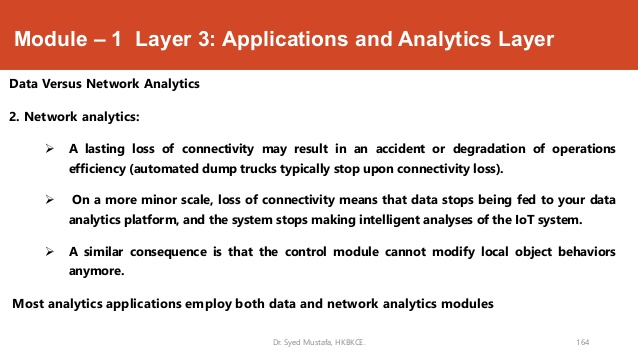 Module – 1 Layer 3: Applications and Analytics Layer
Data Versus Network Analytics
2. Network analytics:
➢ A lasting loss of connectivity may result in an accident or degradation of operations
efficiency (automated dump trucks typically stop upon connectivity loss).
➢ On a more minor scale, loss of connectivity means that data stops being fed to your data
analytics platform, and the system stops making intelligent analyses of the IoT system.
➢ A similar consequence is that the control module cannot modify local object behaviors
anymore.
Most analytics applications employ both data and network analytics modules
Dr. Syed Mustafa, HKBKCE. 164